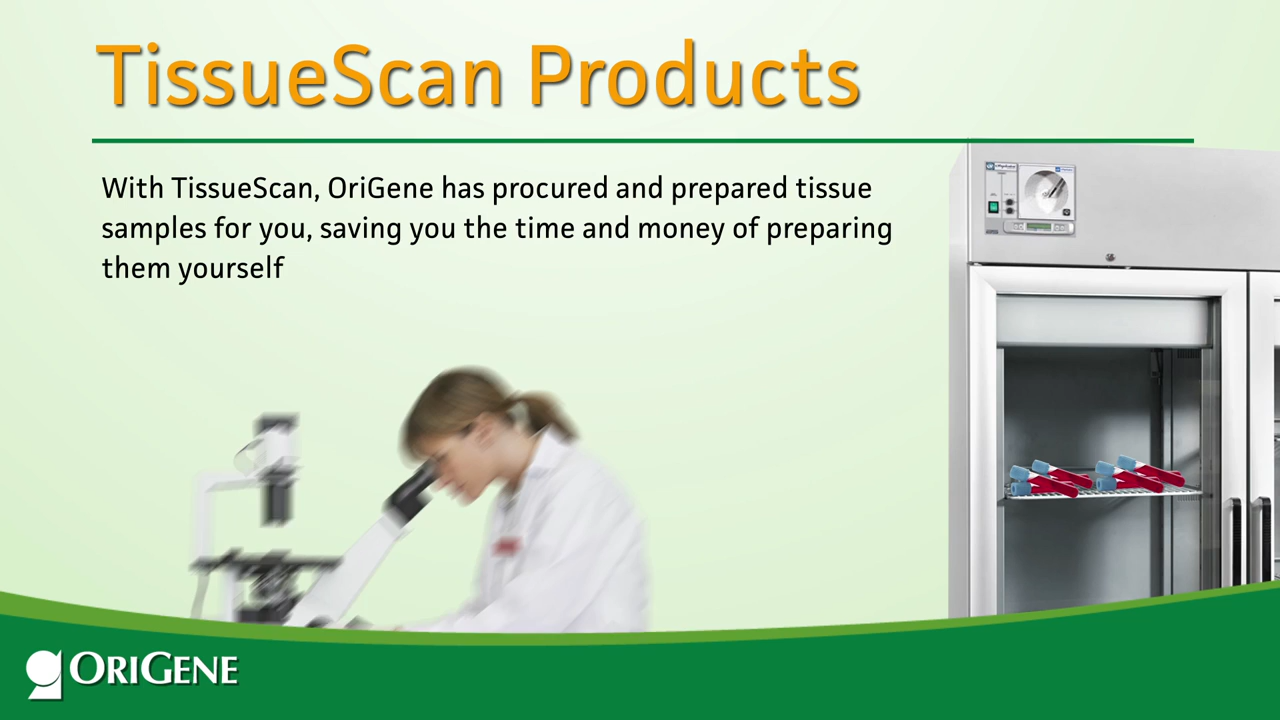 TissueScan Products
With TissueScan, OriGene has procured and prepared tissue
samples for you, saving you the time and money of preparing
them yourself
ORIGENE